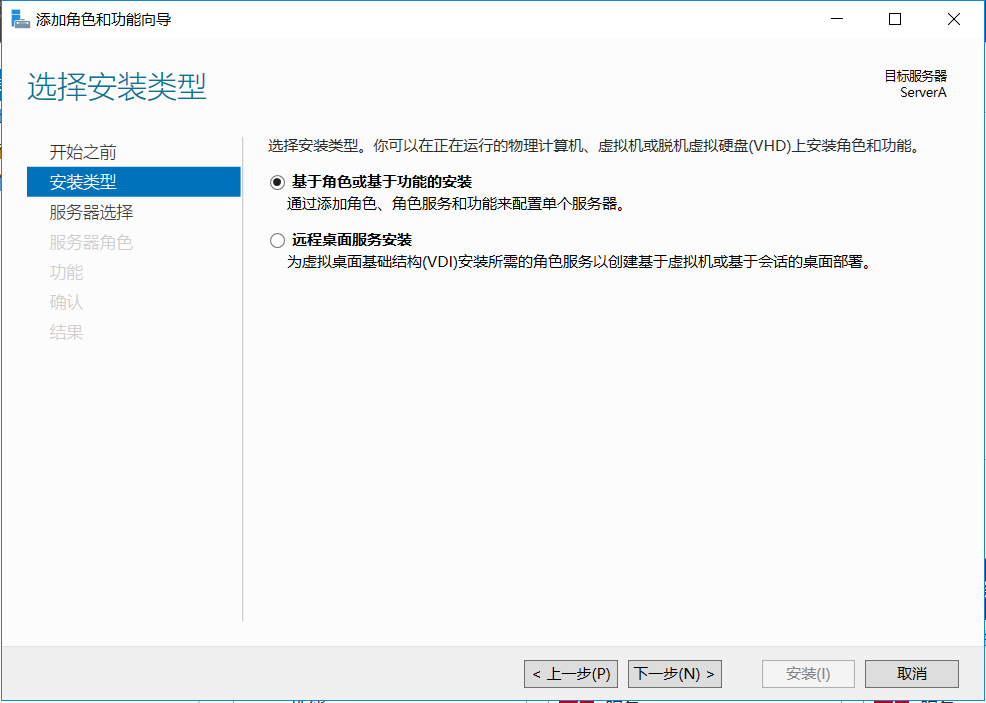 添加角色和功能向导
选择安装类型
目标服务器
ServerA
开始之前
安装类型
服务器选择
服务器角色
功能
确认
结果
选择安装类型。你可以在正在运行的物理计算机、虚拟机或脱机虚拟硬盘(VHD)上安装角色和功能。
基于角色或基于功能的安装
通过添加角色、角色服务和功能来配置单个服务器。
远程桌面服务安装
为虚拟桌面基础结构(VDI)安装所需的角色服务以创建基于虚拟机或基于会话的桌面部署。
< 上一步(P)
下一步(N) >
安装(I)
取消